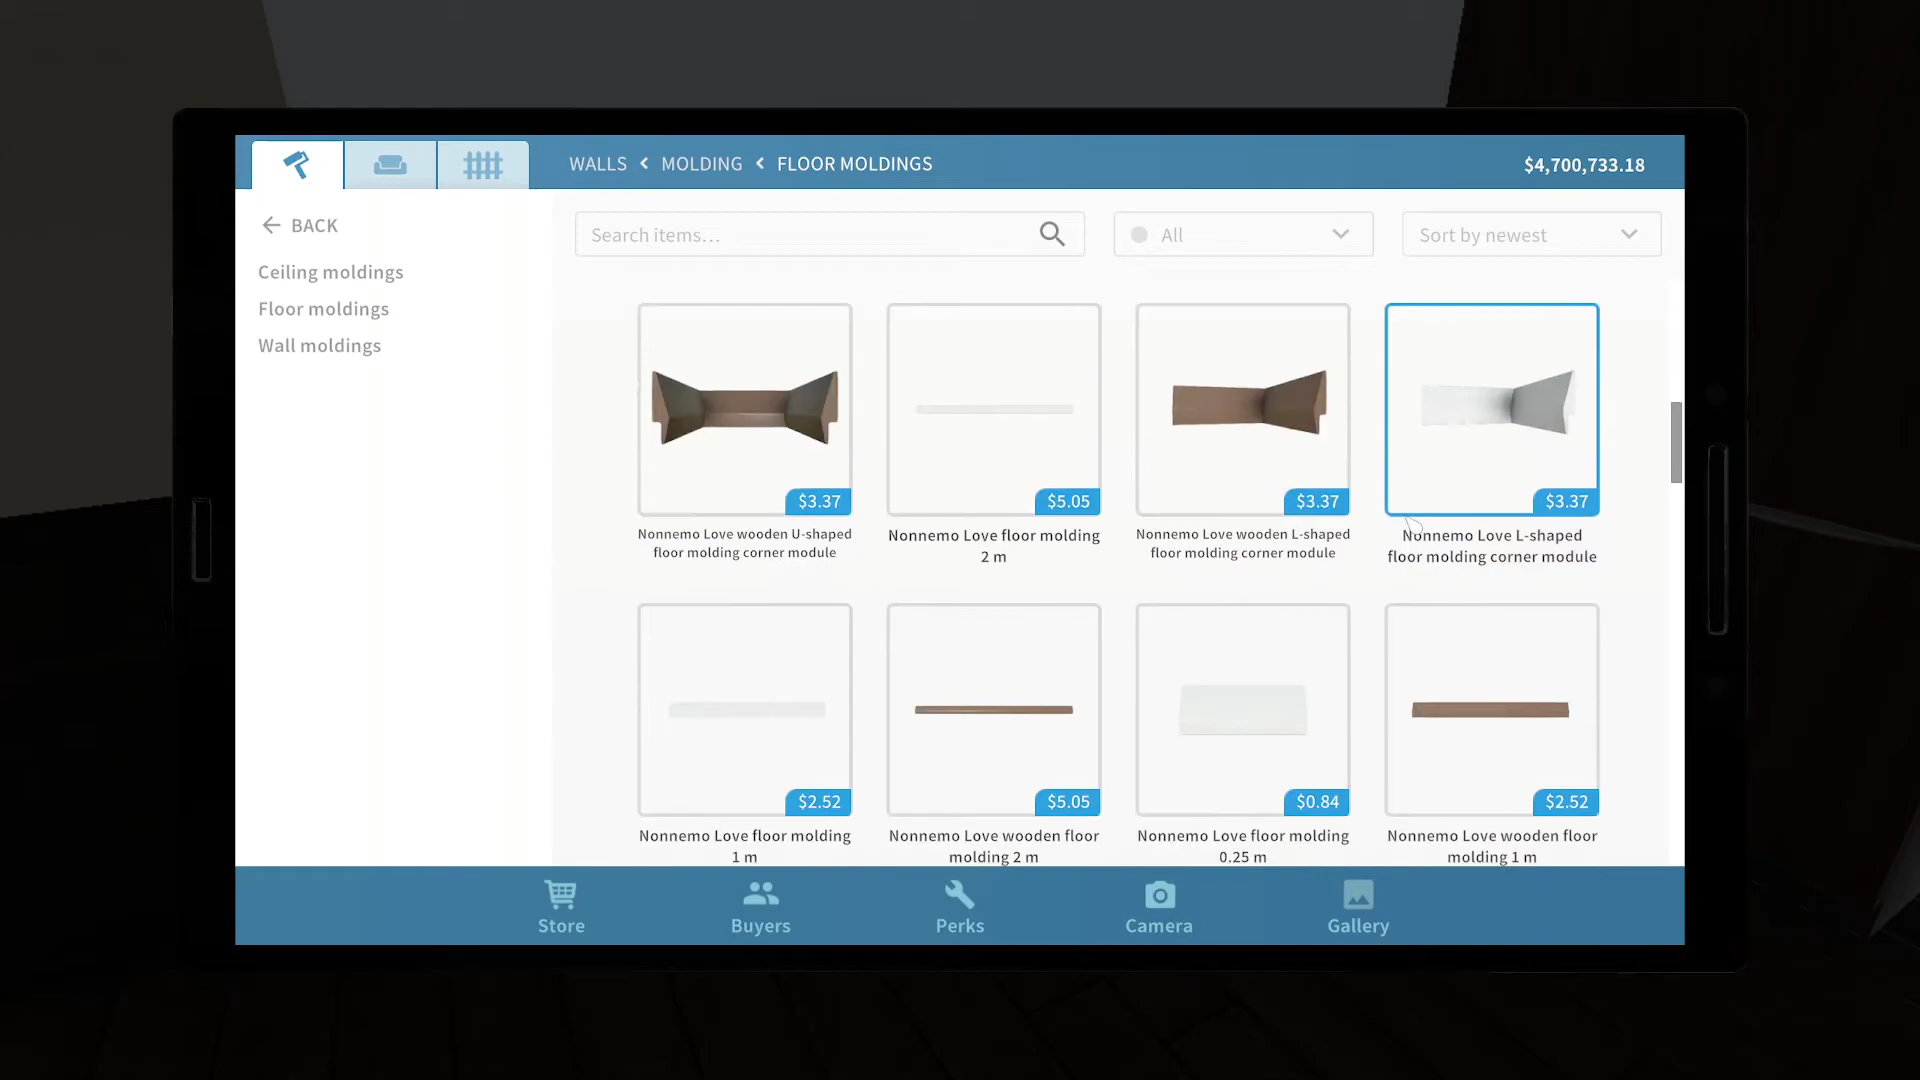 WALLS < MOLDING < FLOOR MOLDINGS
$4,700,733.18
BACK
Ceiling moldings
Floor moldings
Wall moldings
Search items...
All
Sort by newest
$3.37
Nonnemo Love wooden U-shaped
floor molding corner module
$5.05
Nonnemo Love floor molding
2 m
$3.37
Nonnemo Love wooden L-shaped
floor molding corner module
$3.37
Nonnemo Love L-shaped
floor molding corner module
$2.52
Nonnemo Love floor molding
1 m
$5.05
Nonnemo Love wooden floor
molding 2 m
$0.84
Nonnemo Love floor molding
0.25 m
$2.52
Nonnemo Love wooden floor
molding 1 m
Store
Buyers
Perks
Camera
Gallery